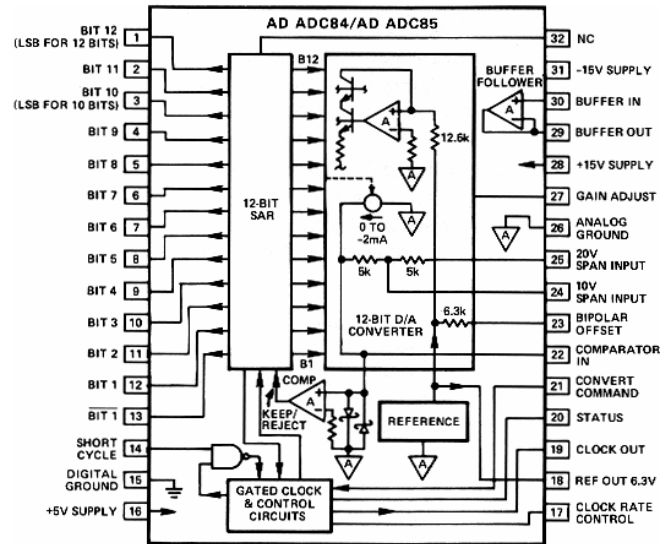 AD ADC84/AD ADC85
BIT 12
(LSB FOR 12 BITS)
1
BIT 11
2
BIT 10
(LSB FOR 10 BITS)
3
BIT 9
4
BIT 8
5
BIT 7
6
BIT 6
7
BIT 5
8
BIT 4
9
BIT 3
10
BIT 2
11
BIT 1
12
BIT 1
13
SHORT
CYCLE
14
DIGITAL
GROUND
15
+5V SUPPLY
16
12-BIT
SAR
B12
B1
A
12.6k
A
0 TO
-2mA
A
5k
5k
12-BIT D/A
CONVERTER
6.3k
BUFFER
FOLLOWER
A
A
COMP
KEEP/
REJECT
A
A
REFERENCE
A
GATED CLOCK
& CONTROL
CIRCUITS
32
NC
31
-15V SUPPLY
30
BUFFER IN
29
BUFFER OUT
28
+15V SUPPLY
27
GAIN ADJUST
26
ANALOG
GROUND
25
20V
SPAN INPUT
24
10V
SPAN INPUT
23
BIPOLAR
OFFSET
22
COMPARATOR
IN
21
CONVERT
COMMAND
20
STATUS
19
CLOCK OUT
18
REF OUT 6.3V
17
CLOCK RATE
CONTROL